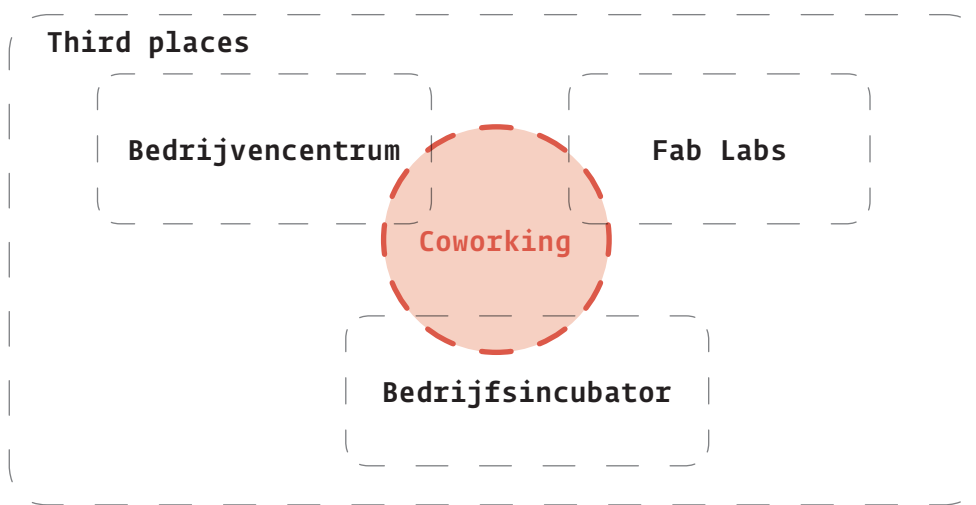 Third places
Bedrijvencentrum
Fab Labs
Coworking
Bedrijfsincubator